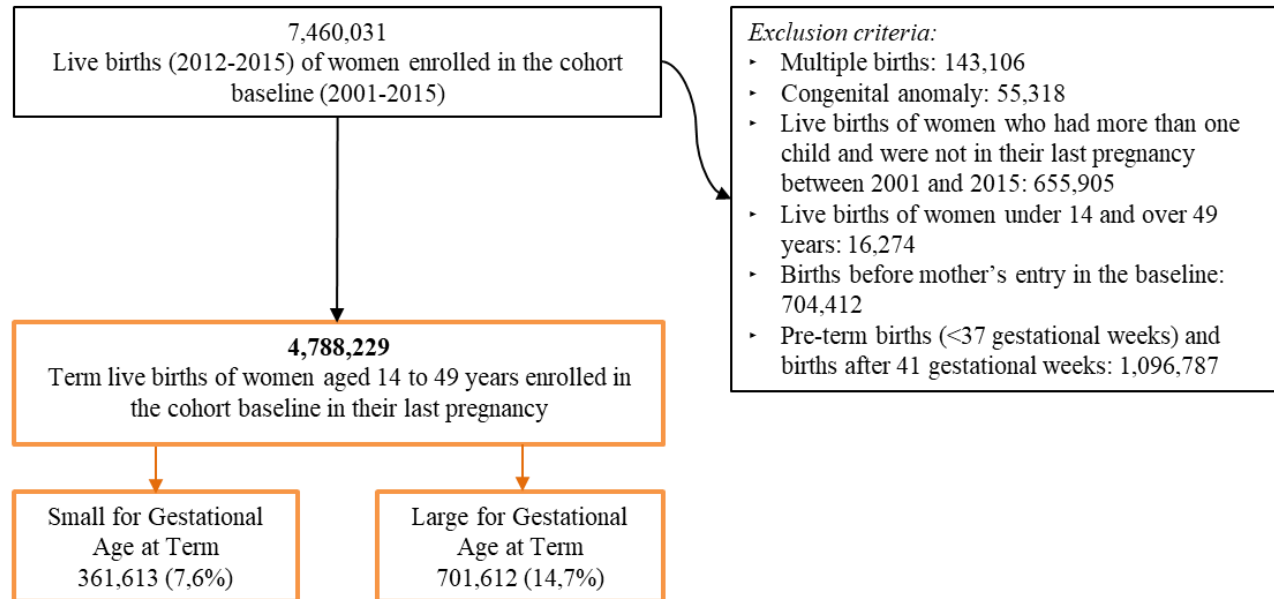 7,460,031
Live births (2012-2015) of women enrolled in the cohort
baseline (2001-2015)
Exclusion criteria:
‣ Multiple births: 143,106
‣ Congenital anomaly: 55,318
‣ Live births of women who had more than one
child and were not in their last pregnancy
between 2001 and 2015: 655,905
‣ Live births of women under 14 and over 49
years: 16,274
‣ Births before mother’s entry in the baseline:
704,412
‣ Pre-term births (<37 gestational weeks) and
births after 41 gestational weeks: 1,096,787
4,788,229
Term live births of women aged 14 to 49 years enrolled in
the cohort baseline in their last pregnancy
Small for Gestational
Age at Term
361,613 (7,6%)
Large for Gestational
Age at Term
701,612 (14,7%)